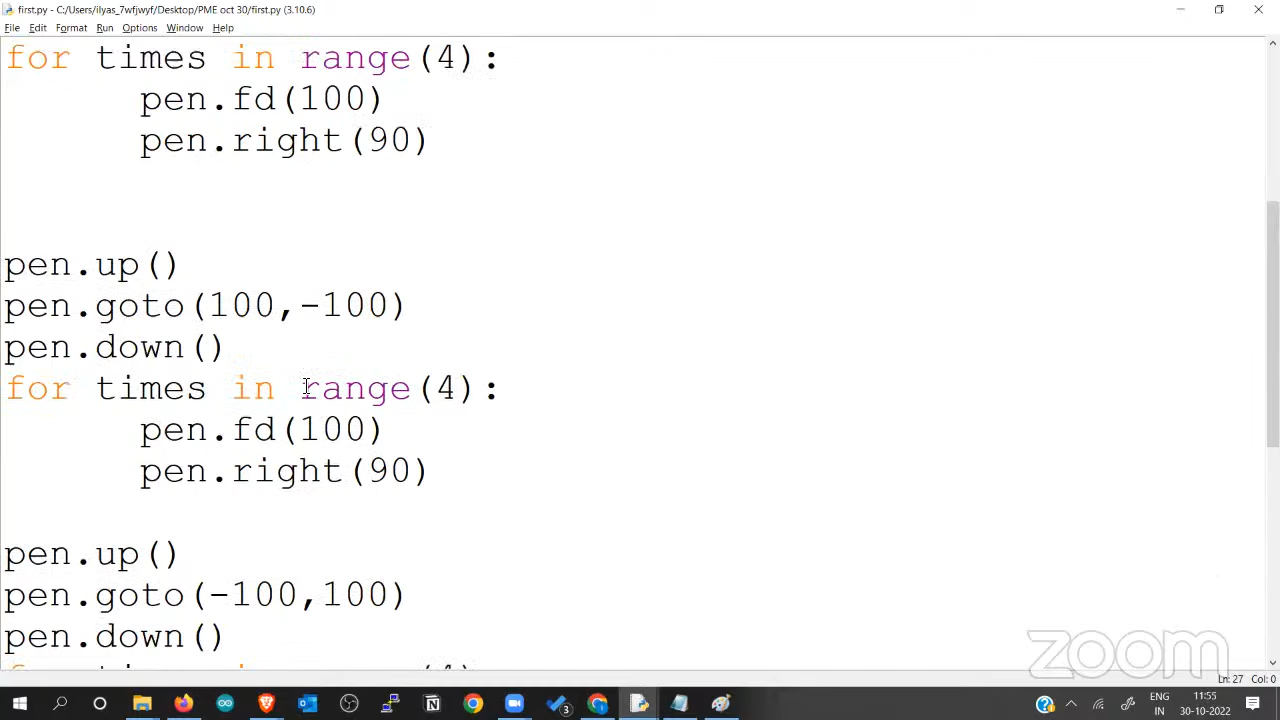 first.py - C:/Users/ilyas_7wfjwyf/Desktop/PME oct 30/first.py (3.10.6)
File Edit Format Run Options Window Help
for times in range(4):
pen.fd(100)
pen.right(90)
pen.up()
pen.goto(100,-100)
pen.down()
for times in range(4):
pen.fd(100)
pen.right(90)
pen.up()
pen.goto(-100,100)
pen.down()
zoom
Ln: 27 Col: 0
3
ENG
IN
11:55
30-10-2022